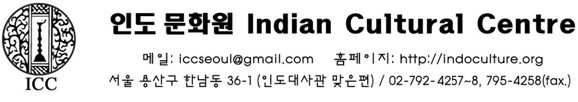 인도 문화원 Indian Cultural Centre
메일: iccseoul@gmail.com 홈페이지: http://indoculture.org
서울 용산구 한남동 36-1 (인도대사관 맞은편) / 02-792-4257~8, 795-4258(fax.)
ICC